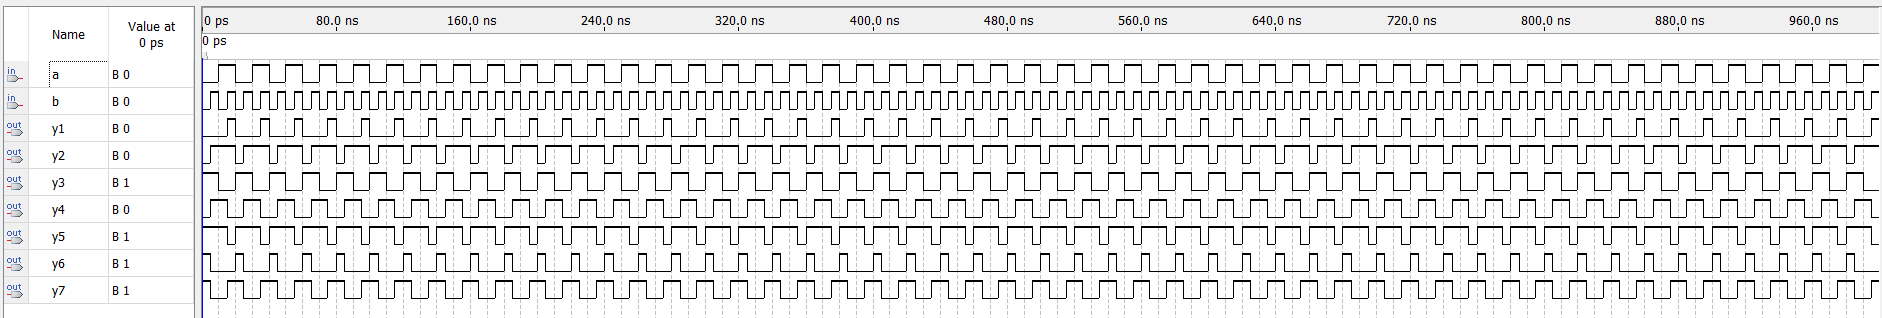 Name Value at 0 ps
0 ps 80.0 ns 160.0 ns 240.0 ns 320.0 ns 400.0 ns 480.0 ns 560.0 ns 640.0 ns 720.0 ns 800.0 ns 880.0 ns 960.0 ns
0 ps
in a B 0
in b B 0
out y1 B 0
out y2 B 0
out y3 B 1
out y4 B 0
out y5 B 1
out y6 B 1
out y7 B 1